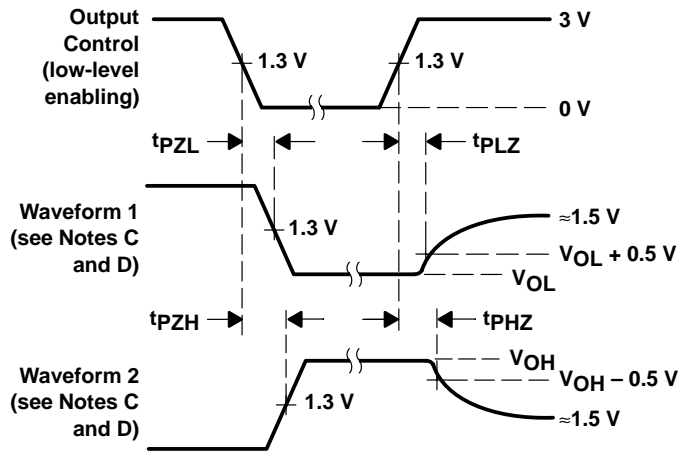 Output
Control
(low-level
enabling)
1.3 V
1.3 V
3 V
0 V
tPZL
tPLZ
Waveform 1
(see Notes C
and D)
1.3 V
≈1.5 V
VOL + 0.5 V
VOL
tPZH
tPHZ
Waveform 2
(see Notes C
and D)
1.3 V
VOH
VOH – 0.5 V
≈1.5 V